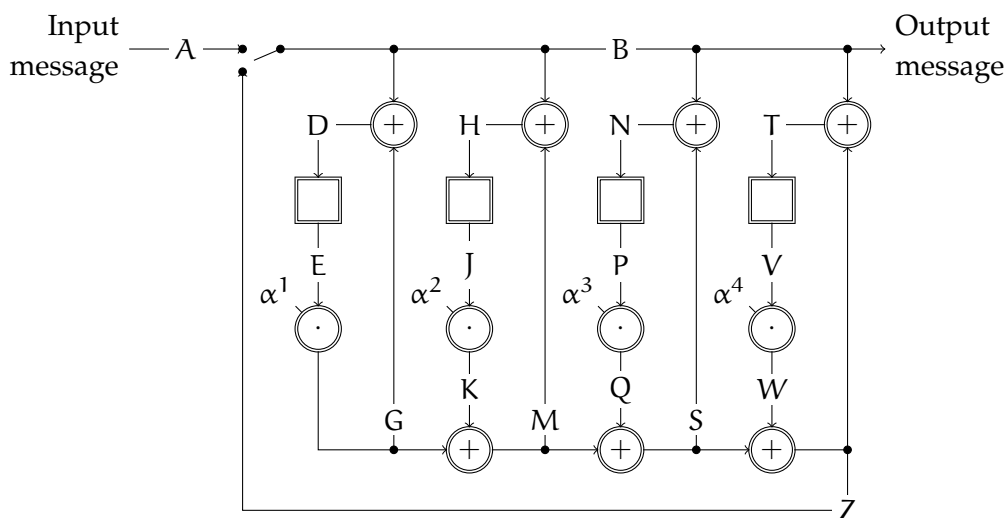 Input
message
A
B
Output
message
D
H
N
T
+
+
+
+
E
J
P
V
α¹
α²
α³
α⁴
·
·
·
·
K
Q
W
G
M
S
+
+
+
Z